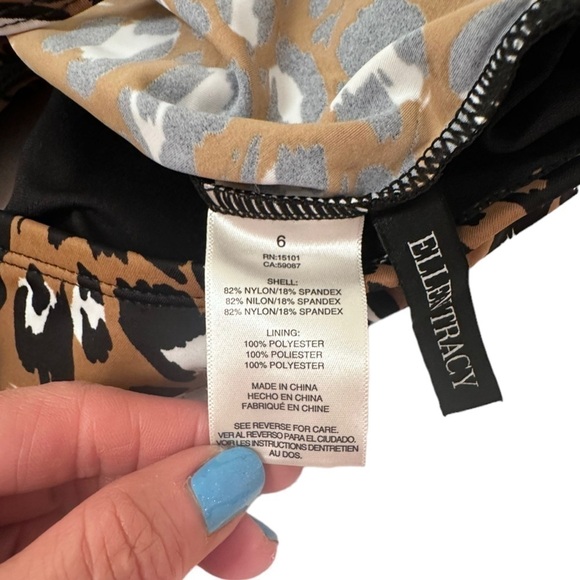 6
RN:15101
CA:59087
SHELL:
82% NYLON/18% SPANDEX
82% NILON/18% SPANDEX
82% NYLON/18% SPANDEX
LINING:
100% POLYESTER
100% POLIESTER
100% POLYESTER
MADE IN CHINA
HECHO EN CHINA
FABRIQUÉ EN CHINE
SEE REVERSE FOR CARE.
VER AL REVERSO PARA EL CIUDADO.
VOIR LES INSTRUCTIONS DENTRETIEN
AU DOS.
ELLEN TRACY